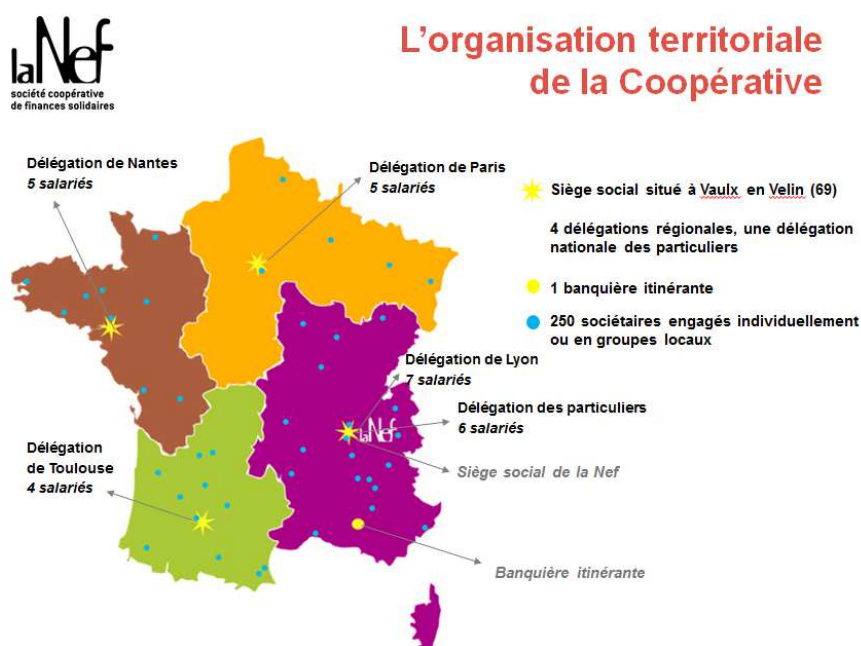 laNef
société coopérative
de finances solidaires
L'organisation territoriale
de la Coopérative
Délégation de Nantes
5 salariés
Délégation de Paris
5 salariés
Siège social situé à Vaulx en Velin (69)
4 délégations régionales, une délégation
nationale des particuliers
1 banquière itinérante
250 sociétaires engagés individuellement
ou en groupes locaux
Délégation de Lyon
7 salariés
Délégation des particuliers
6 salariés
laNef
Siège social de la Nef
Délégation
de Toulouse
4 salariés
Banquière itinérante